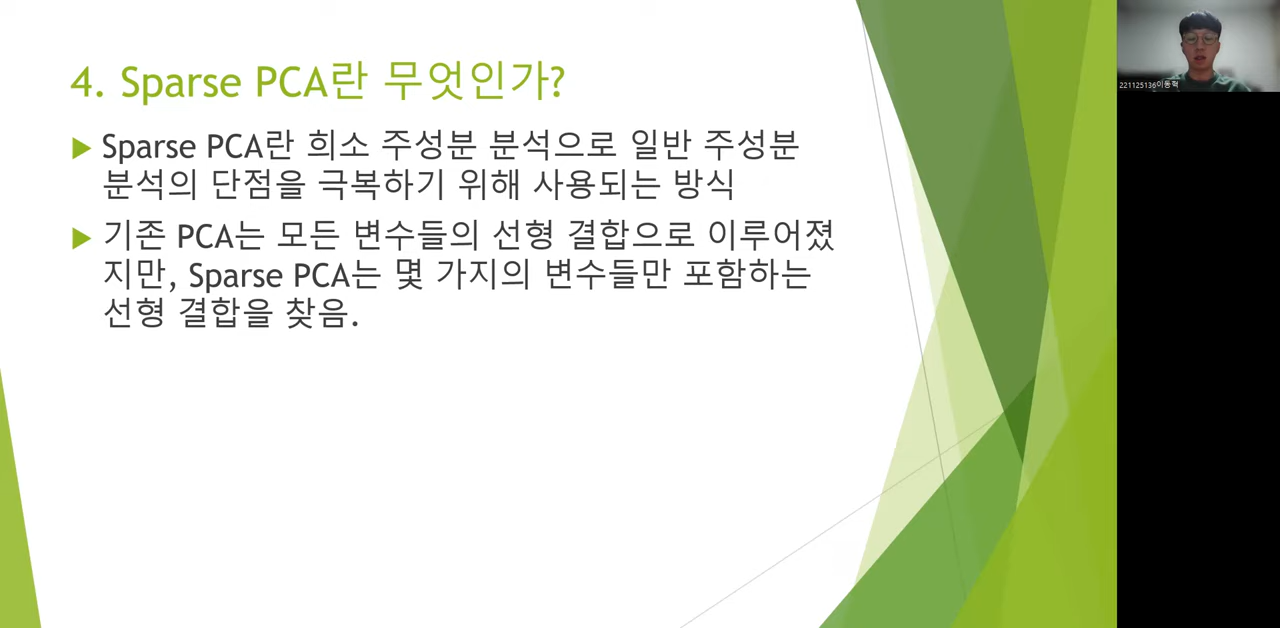 4. Sparse PCA란 무엇인가?
Sparse PCA란 희소 주성분 분석으로 일반 주성분
분석의 단점을 극복하기 위해 사용되는 방식
기존 PCA는 모든 변수들의 선형 결합으로 이루어졌
지만, Sparse PCA는 몇 가지의 변수들만 포함하는
선형 결합을 찾음.
221125136이동혁